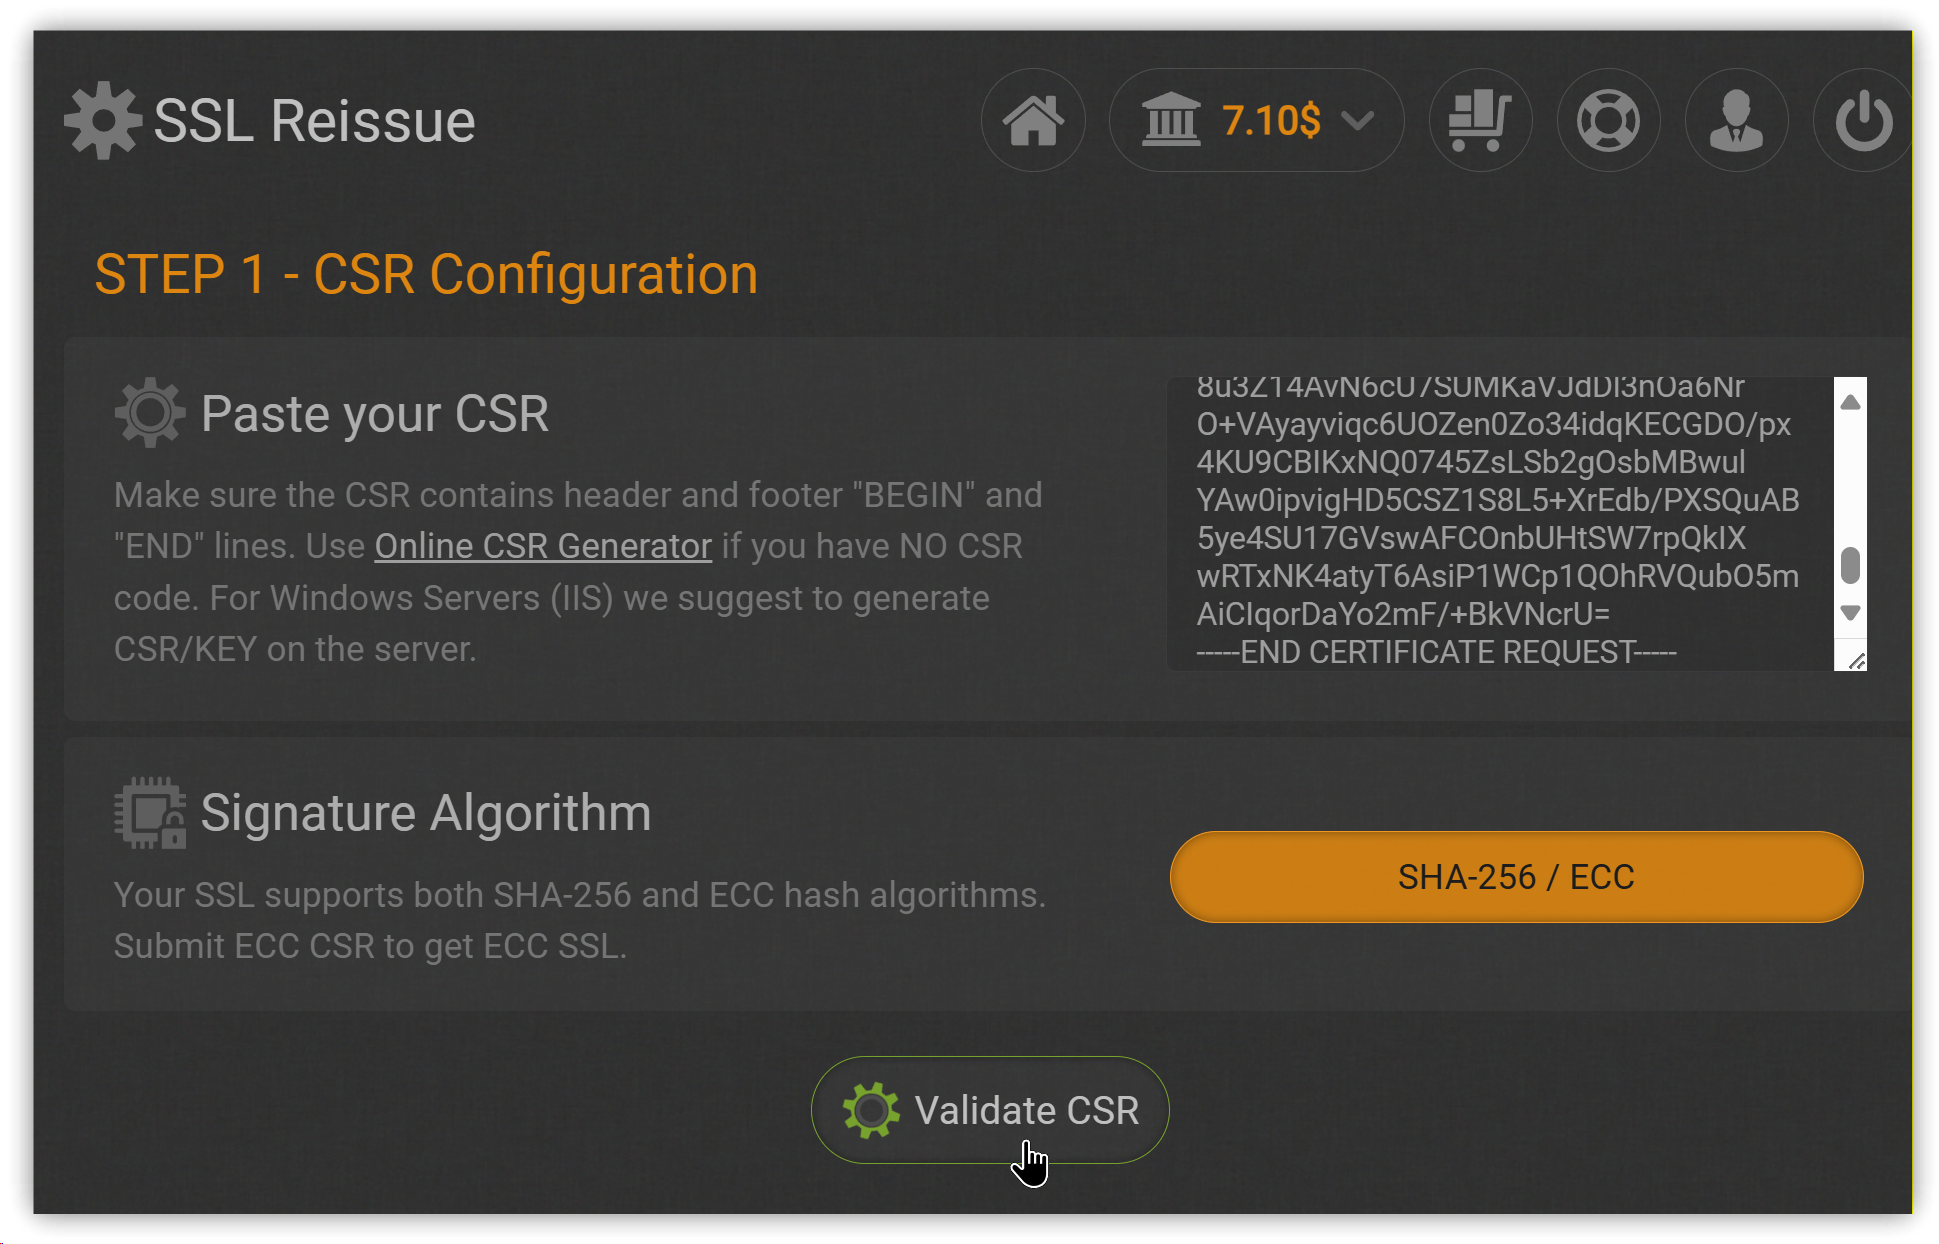 SSL Reissue
7.10$
STEP 1 - CSR Configuration
Paste your CSR
Make sure the CSR contains header and footer "BEGIN" and
"END" lines. Use Online CSR Generator if you have NO CSR
code. For Windows Servers (IIS) we suggest to generate
CSR/KEY on the server.
8u3Z14AvN6cU7SUMKaVJdDl3nOa6Nr
O+VAyayviqc6UOZen0Zo34idqKECGDO/px
4KU9CBIKxNQ0745ZsLSb2gOsbMBwul
YAw0ipvigHD5CSZ1S8L5+XrEdb/PXSQuAB
5ye4SU17GVswAFCOnbUHtSW7rpQkIX
wRTxNK4atyT6AsiP1WCp1QOhRVQubO5m
AiCIqorDaYo2mF/+BkVNcrU=
-----END CERTIFICATE REQUEST-----
Signature Algorithm
Your SSL supports both SHA-256 and ECC hash algorithms.
Submit ECC CSR to get ECC SSL.
SHA-256 / ECC
Validate CSR